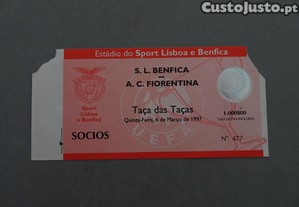 CustoJusto.pt
Estádio do Sport Lisboa e Benfica
S. L. BENFICA
A. C. FIORENTINA
Taça das Taças
Quinta-Feira, 6 de Março de 1997
Sport
Lisboa
e Benfica
SOCIOS
1.000$00
Nº 472
UEFA